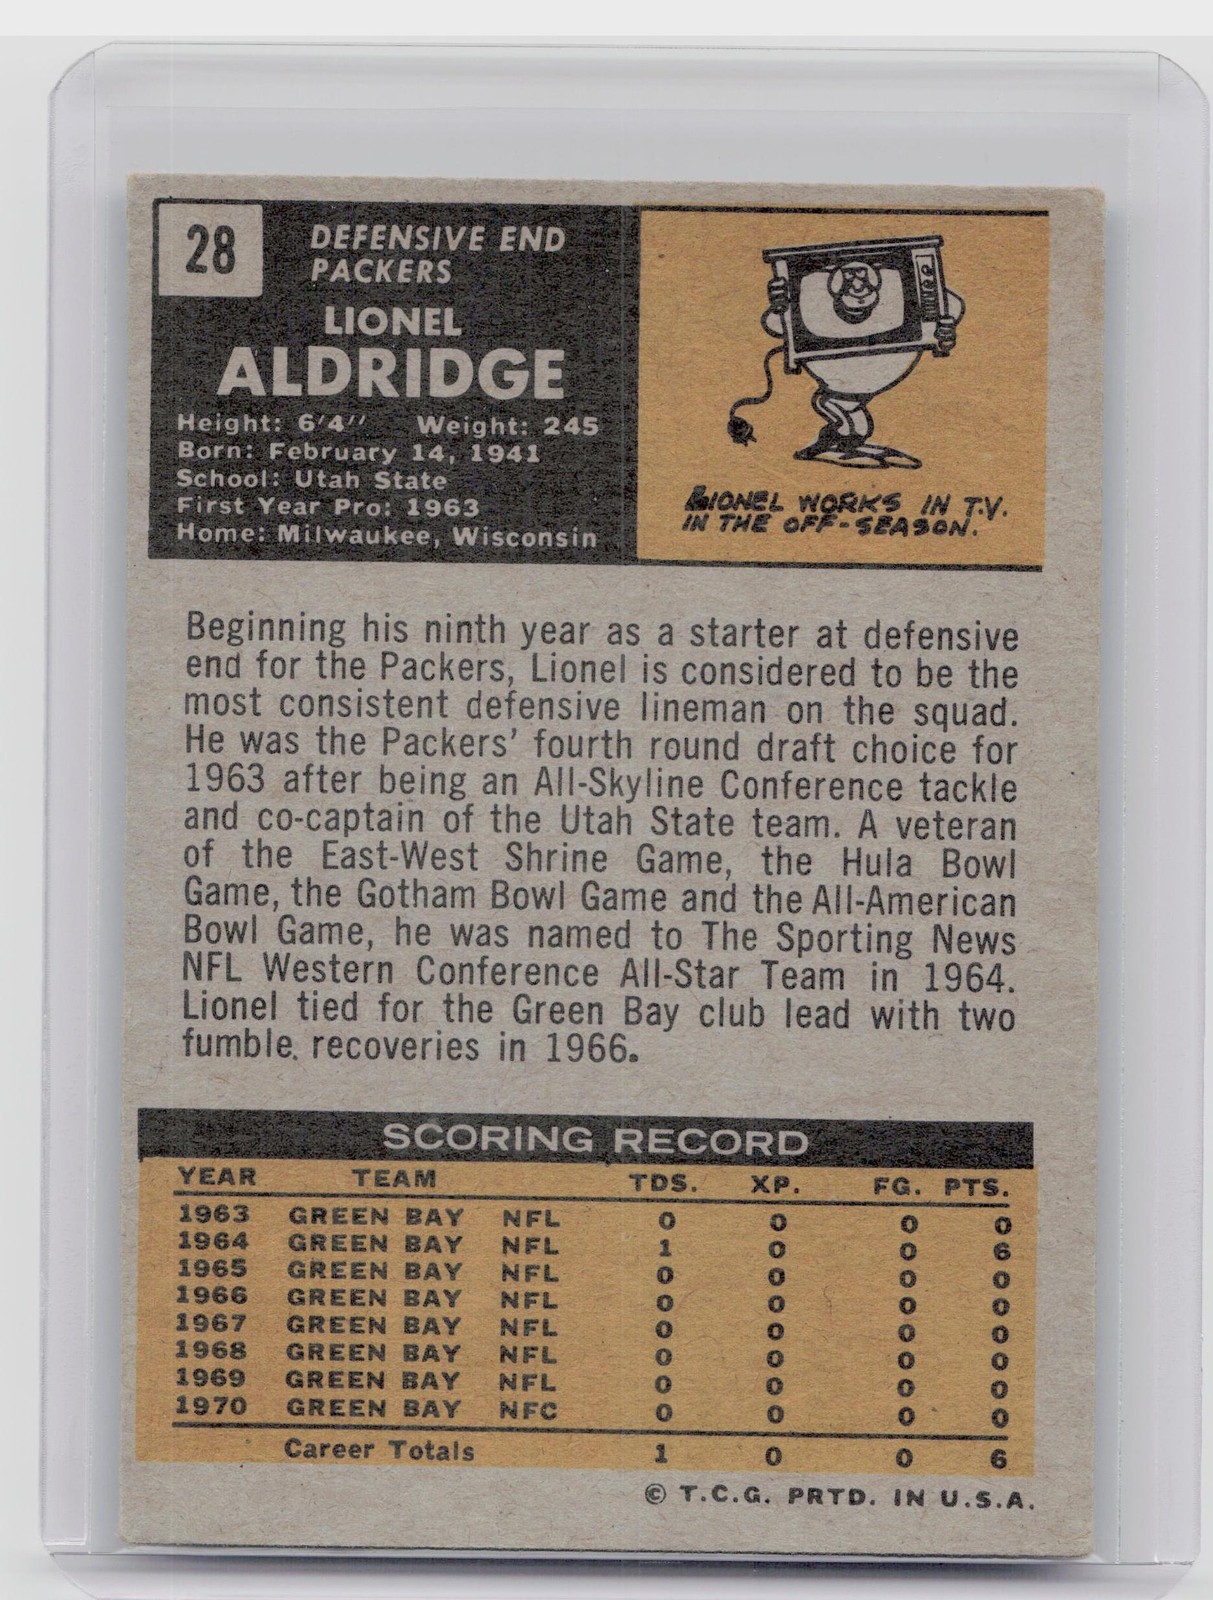 28
DEFENSIVE END
PACKERS
LIONEL
ALDRIDGE
Height: 6'4" Weight: 245
Born: February 14, 1941
School: Utah State
First Year Pro: 1963
Home: Milwaukee, Wisconsin
LIONEL WORKS IN T.V.
IN THE OFF-SEASON.
Beginning his ninth year as a starter at defensive
end for the Packers, Lionel is considered to be the
most consistent defensive lineman on the squad.
He was the Packers' fourth round draft choice for
1963 after being an All-Skyline Conference tackle
and co-captain of the Utah State team. A veteran
of the East-West Shrine Game, the Hula Bowl
Game, the Gotham Bowl Game and the All-American
Bowl Game, he was named to The Sporting News
NFL Western Conference All-Star Team in 1964.
Lionel tied for the Green Bay club lead with two
fumble. recoveries in 1966.
SCORING RECORD
YEAR TEAM TDS. XP. FG. PTS.
1963 GREEN BAY NFL 0 0 0 0
1964 GREEN BAY NFL 1 0 0 6
1965 GREEN BAY NFL 0 0 0 0
1966 GREEN BAY NFL 0 0 0 0
1967 GREEN BAY NFL 0 0 0 0
1968 GREEN BAY NFL 0 0 0 0
1969 GREEN BAY NFL 0 0 0 0
1970 GREEN BAY NFC 0 0 0 0
Career Totals 1 0 0 6
© T.C.G. PRTD. IN U.S.A.